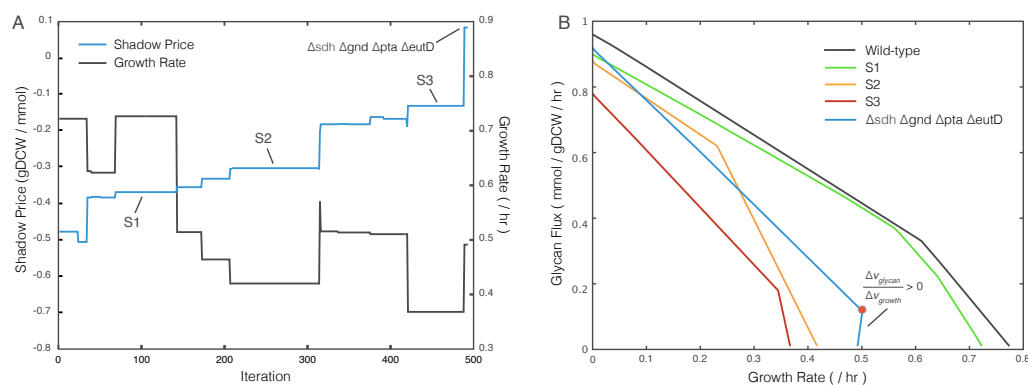 A
Shadow Price
Growth Rate
Δsdh Δgnd Δpta ΔeutD
S3
S2
S1
Shadow Price (gDCW / mmol)
0.1
0
-0.1
-0.2
-0.3
-0.4
-0.5
-0.6
-0.7
-0.8
0.9
0.8
0.7
0.6
0.5
0.4
0.3
Growth Rate ( / hr)
0
100
200
300
400
500
Iteration
B
Wild-type
S1
S2
S3
Δsdh Δgnd Δpta ΔeutD
Glycan Flux ( mmol / gDCW / hr )
1
0.8
0.6
0.4
0.2
0
Δv glycan
Δv growth
> 0
0
0.1
0.2
0.3
0.4
0.5
0.6
0.7
0.8
Growth Rate ( / hr)